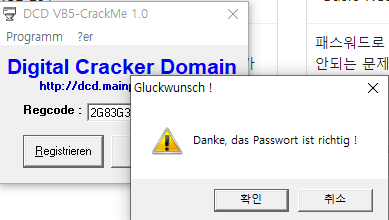 DCD VB5-CrackMe 1.0
Programm ?er
Digital Cracker Domain
http://dcd.main
Regcode : 2G83G3
Registrieren
Gluckwunsch !
Danke, das Passwort ist richtig !
확인 취소
패스워드로
안되는 문제